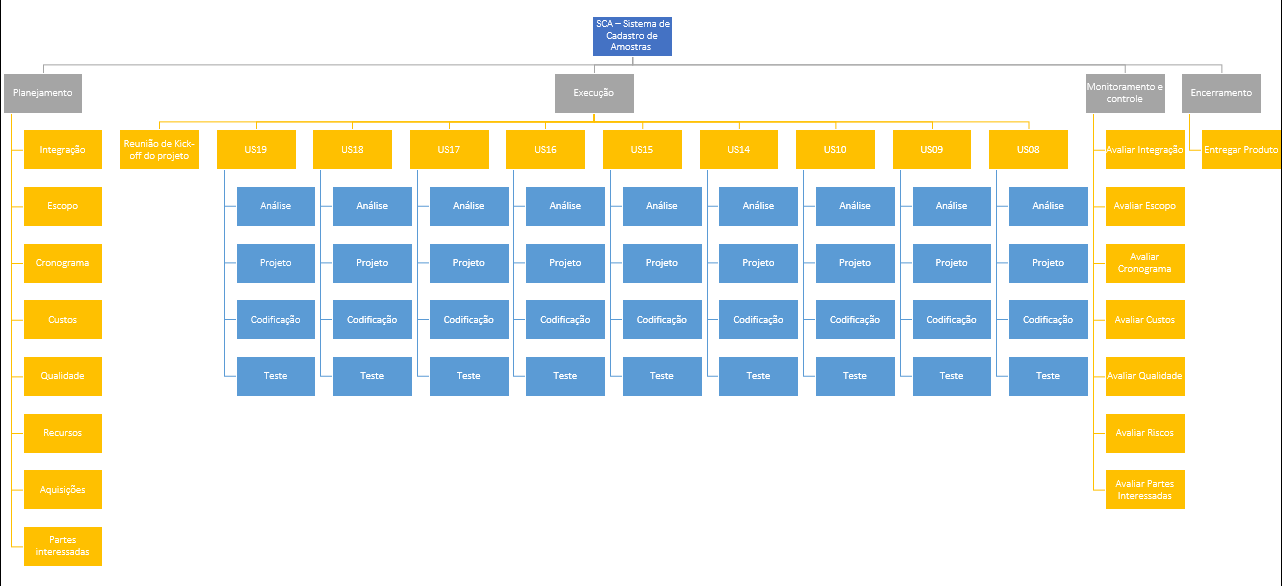 SCA – Sistema de
Cadastro de
Amostras
Planejamento
Execução
Monitoramento e
controle
Encerramento
Integração
Reunião de Kick-
off do projeto
US19
US18
US17
US16
US15
US14
US10
US09
US08
Avaliar Integração
Entregar Produto
Escopo
Análise
Análise
Análise
Análise
Análise
Análise
Análise
Análise
Análise
Avaliar Escopo
Cronograma
Projeto
Projeto
Projeto
Projeto
Projeto
Projeto
Projeto
Projeto
Projeto
Avaliar
Cronograma
Custos
Codificação
Codificação
Codificação
Codificação
Codificação
Codificação
Codificação
Codificação
Codificação
Avaliar Custos
Qualidade
Teste
Teste
Teste
Teste
Teste
Teste
Teste
Teste
Teste
Avaliar Qualidade
Recursos
Avaliar Riscos
Aquisições
Avaliar Partes
Interessadas
Partes
Interessadas